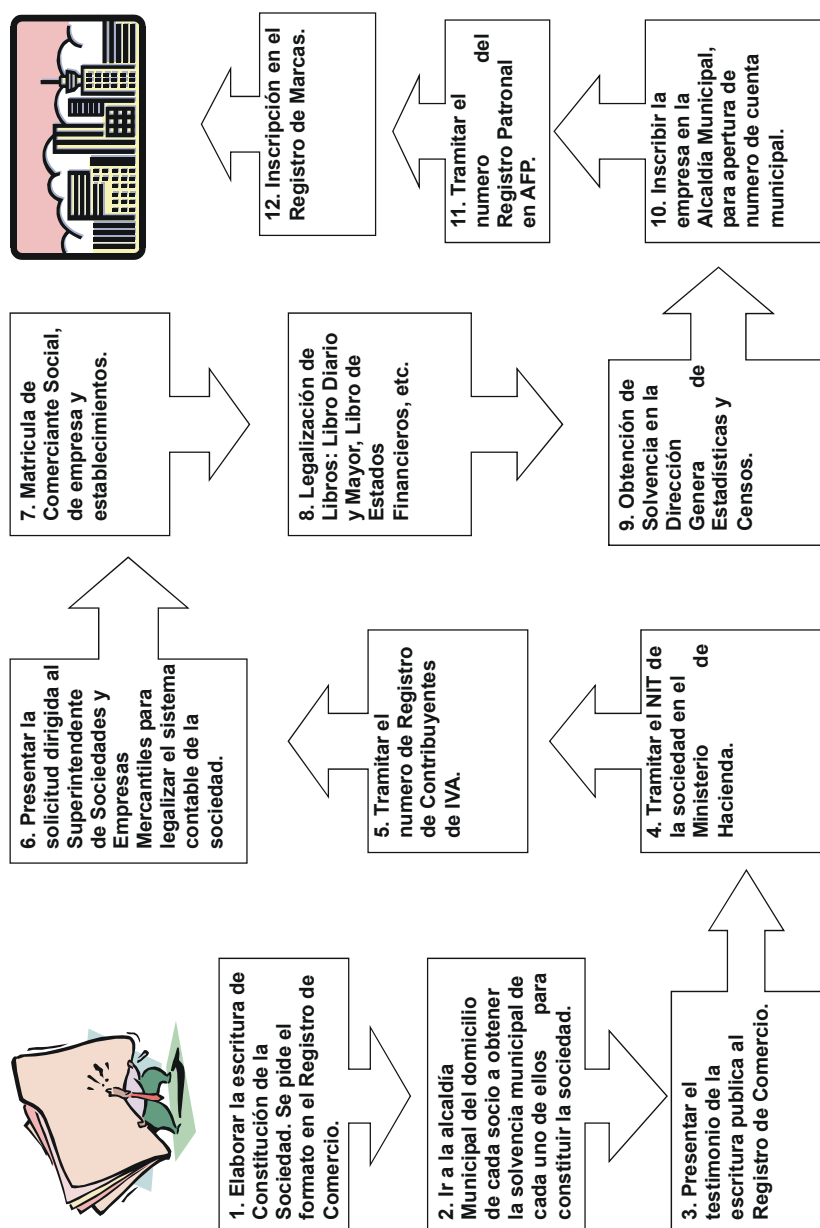 1. Elaborar la escritura de
Constitución de la
Sociedad. Se pide el
formato en el Registro de
Comercio.
2. Ir a la alcaldía
Municipal del domicilio
de cada socio a obtener
la solvencia municipal de
cada uno de ellos para
constituir la sociedad.
3. Presentar el
testimonio de la
escritura publica al
Registro de Comercio.
4. Tramitar el NIT de
la sociedad en el
Ministerio de
Hacienda.
5. Tramitar el
numero de Registro
de Contribuyentes
de IVA.
6. Presentar la
solicitud dirigida al
Superintendente
de Sociedades y
Empresas
Mercantiles para
legalizar el sistema
contable de la
sociedad.
7. Matricula de
Comerciante Social,
de empresa y
establecimientos.
8. Legalización de
Libros: Libro Diario
y Mayor, Libro de
Estados
Financieros, etc.
9. Obtención de
Solvencia en la
Dirección
Genera de
Estadísticas y
Censos.
10. Inscribir la
empresa en la
Alcaldía Municipal,
para apertura de
numero de cuenta
municipal.
11. Tramitar el
numero del
Registro Patronal
en AFP.
12. Inscripción en el
Registro de Marcas.